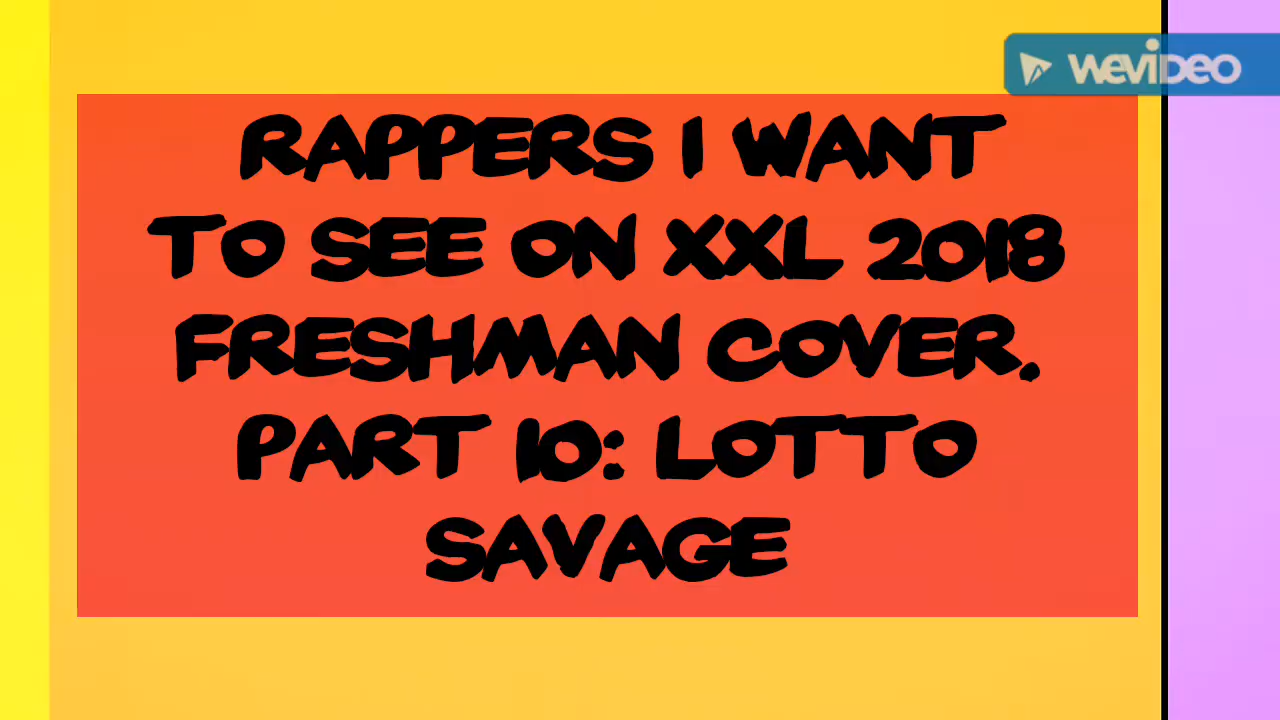 WEVIDEO
RAPPERS I WANT
TO SEE ON XXL 2018
FRESHMAN COVER.
PART 10: LOTTO
SAVAGE